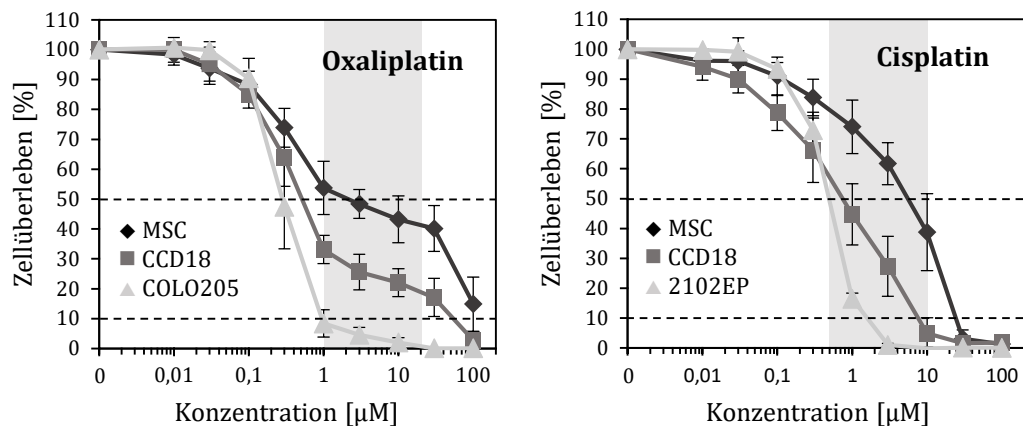 Oxaliplatin
Zellüberleben [%]
100
90
80
70
60
50
40
30
20
10
0
MSC
CCD18
COLO205
0 0,01 0,1 1 10 100
Konzentration [µM]
Cisplatin
Zellüberleben [%]
110
100
90
80
70
60
50
40
30
20
10
0
MSC
CCD18
2102EP
0 0,01 0,1 1 10 100
Konzentration [µM]